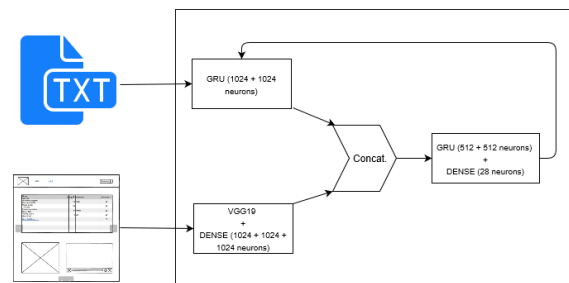 TXT
GRU (1024 + 1024
neurons)
Concat.
GRU (512 + 512 neurons)
+
DENSE (28 neurons)
VGG19
+
DENSE (1024 + 1024 +
1024 neurons)